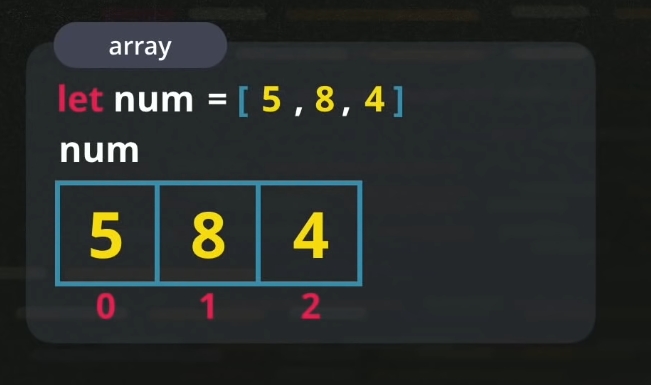 array
let num = [ 5 , 8, 4 ]
num
5 8 4
0 1 2